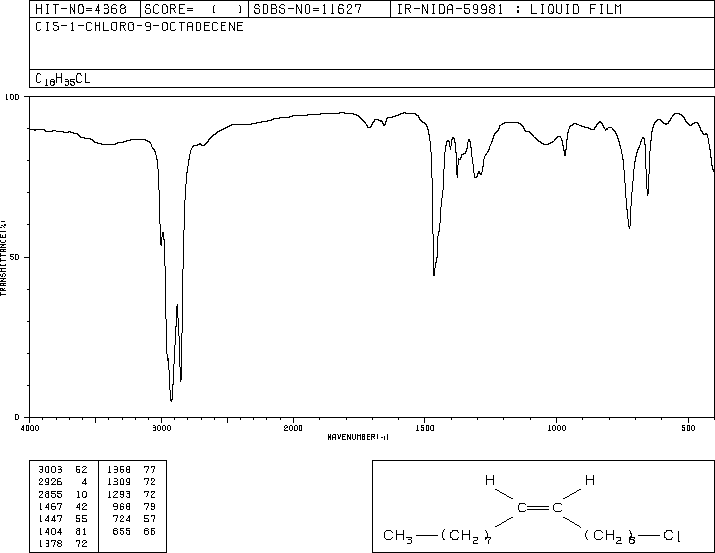 HIT-NO=4368 SCORE= ( ) SDBS-NO=11627 IR-NIDA-59981 : LIQUID FILM
CIS-1-CHLORO-9-OCTADECENE
C18H35CL
100
50
0
TRANSMITTANCE(%)
4000 3000 2000 1500 1000 500
WAVENUMBER(-1)
3003 62 1368 77
2926 4 1309 72
2855 10 1293 72
1467 42 968 79
1447 55 724 57
1404 81 655 66
1378 72
H H
C=C
CH3—(CH2)7 (CH2)8—Cl